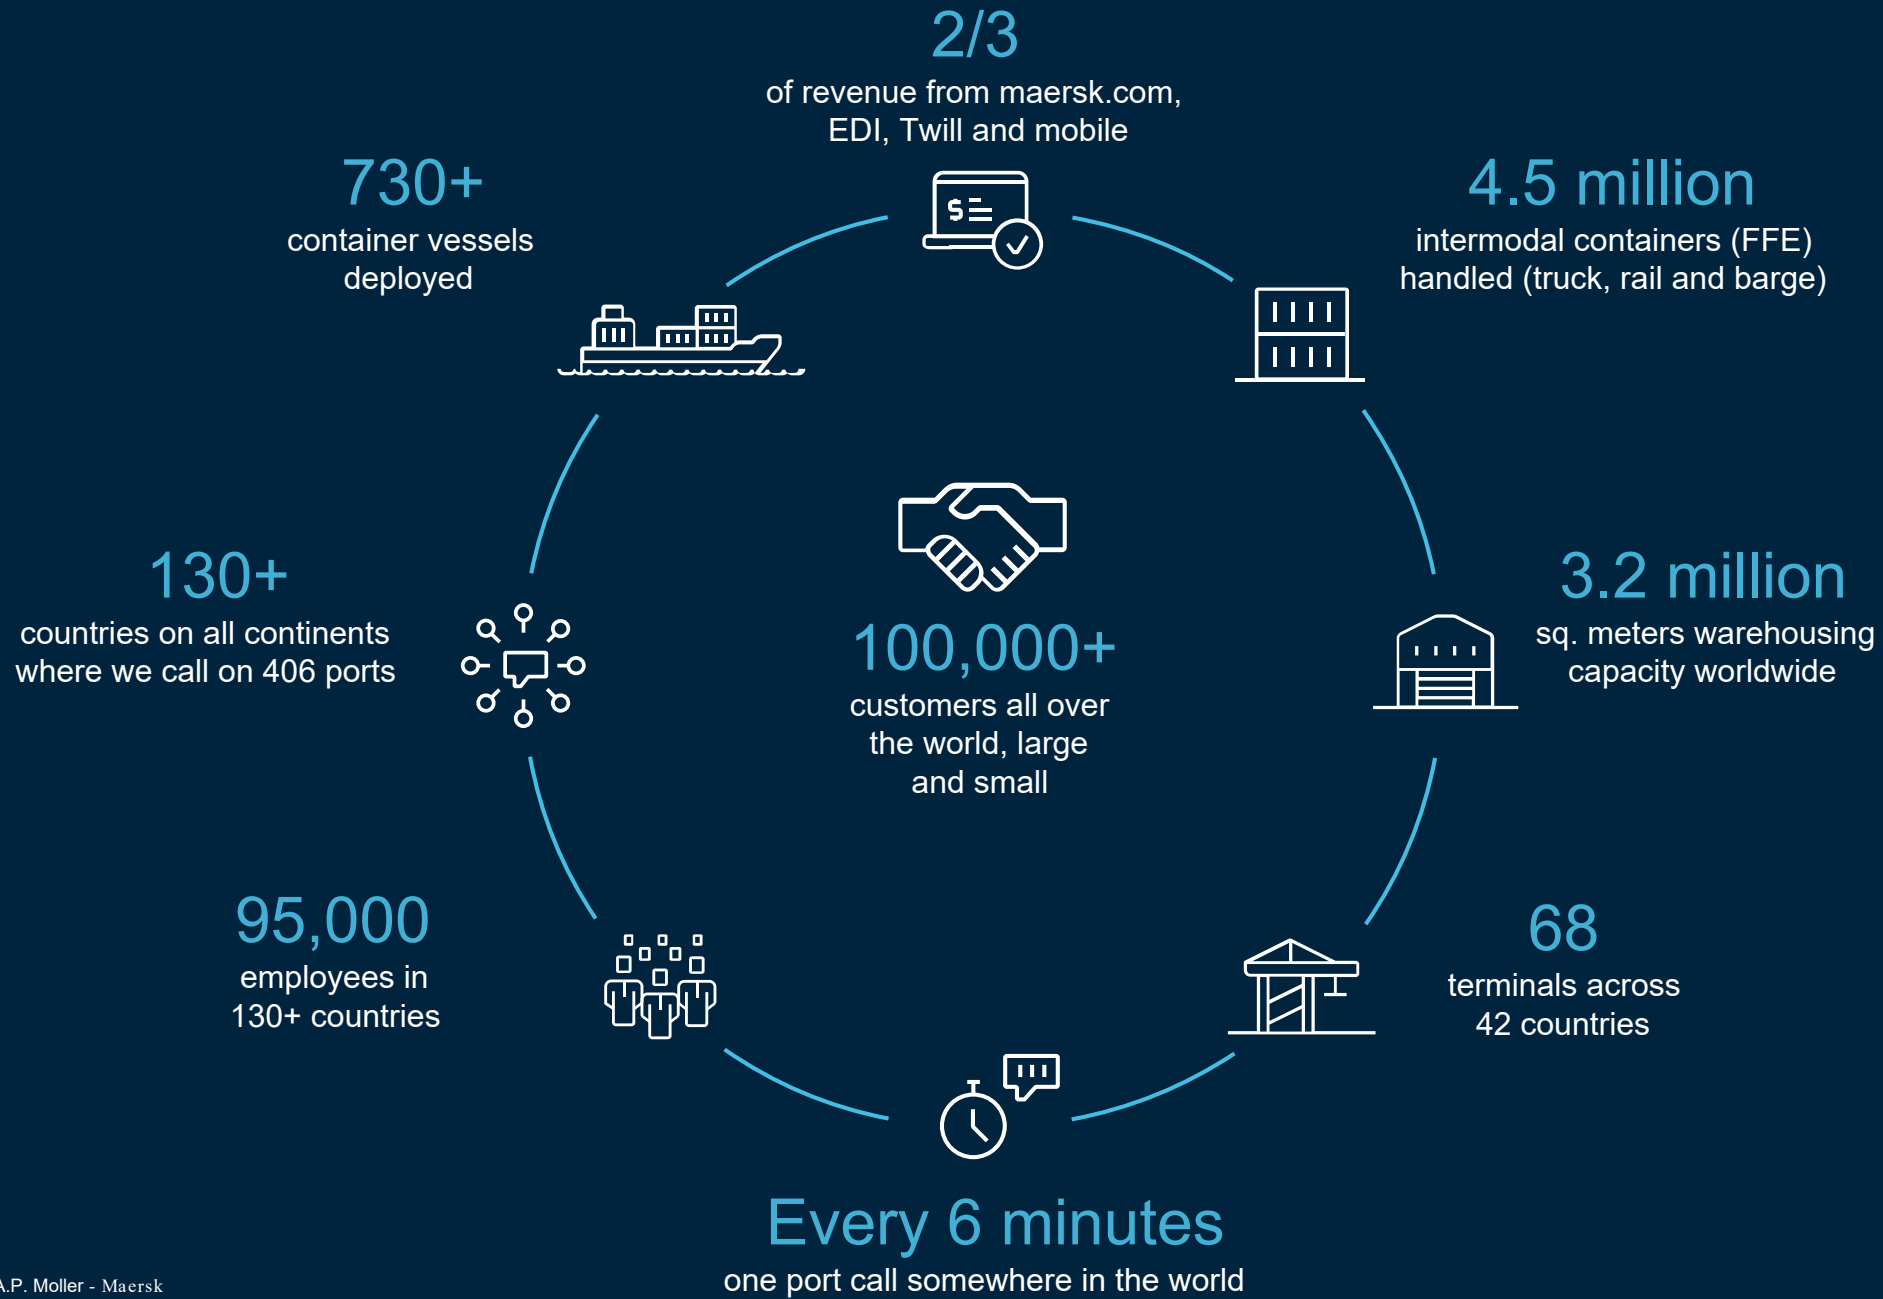 2/3
of revenue from maersk.com,
EDI, Twill and mobile
730+
container vessels
deployed
4.5 million
intermodal containers (FFE)
handled (truck, rail and barge)
130+
countries on all continents
where we call on 406 ports
100,000+
customers all over
the world, large
and small
3.2 million
sq. meters warehousing
capacity worldwide
95,000
employees in
130+ countries
68
terminals across
42 countries
Every 6 minutes
one port call somewhere in the world
A.P. Moller - Maersk